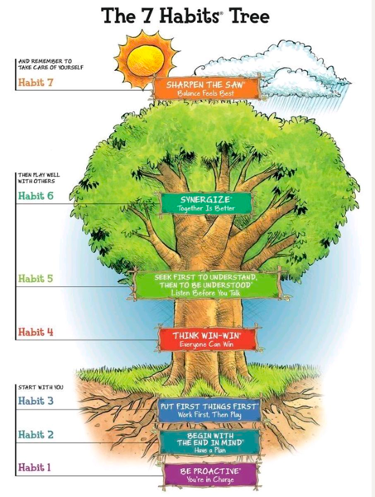 The 7 Habits® Tree
AND REMEMBER TO
TAKE CARE OF YOURSELF
Habit 7
SHARPEN THE SAW®
Balance Feels Best
THEN PLAY WELL
WITH OTHERS
Habit 6
SYNERGIZE®
Together Is Better
Habit 5
SEEK FIRST TO UNDERSTAND,
THEN TO BE UNDERSTOOD®
Listen Before You Talk
Habit 4
THINK WIN-WIN®
Everyone Can Win
START WITH YOU
Habit 3
PUT FIRST THINGS FIRST®
Work First, Then Play
Habit 2
BEGIN WITH
THE END IN MIND®
Have a Plan
Habit 1
BE PROACTIVE®
You're in Charge